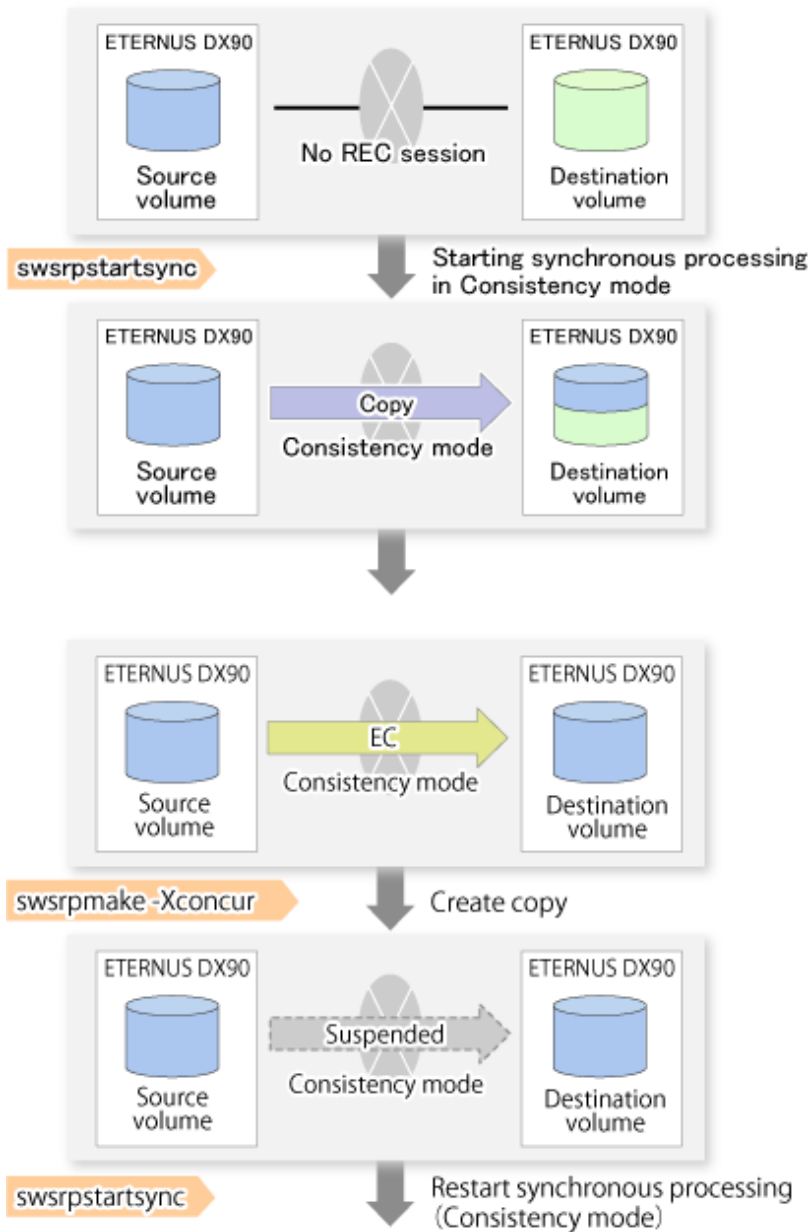 ETERNUS DX90
ETERNUS DX90
No REC session
Source
volume
Destination
volume
swsrpstartsync
Starting synchronous processing
in Consistency mode
ETERNUS DX90
ETERNUS DX90
Copy
Consistency mode
Source
volume
Destination
volume
ETERNUS DX90
ETERNUS DX90
EC
Consistency mode
Source
volume
Destination
volume
swsrpmake -Xconcur
Create copy
ETERNUS DX90
ETERNUS DX90
Suspended
Consistency mode
Source
volume
Destination
volume
swsrpstartsync
Restart synchronous processing
(Consistency mode)